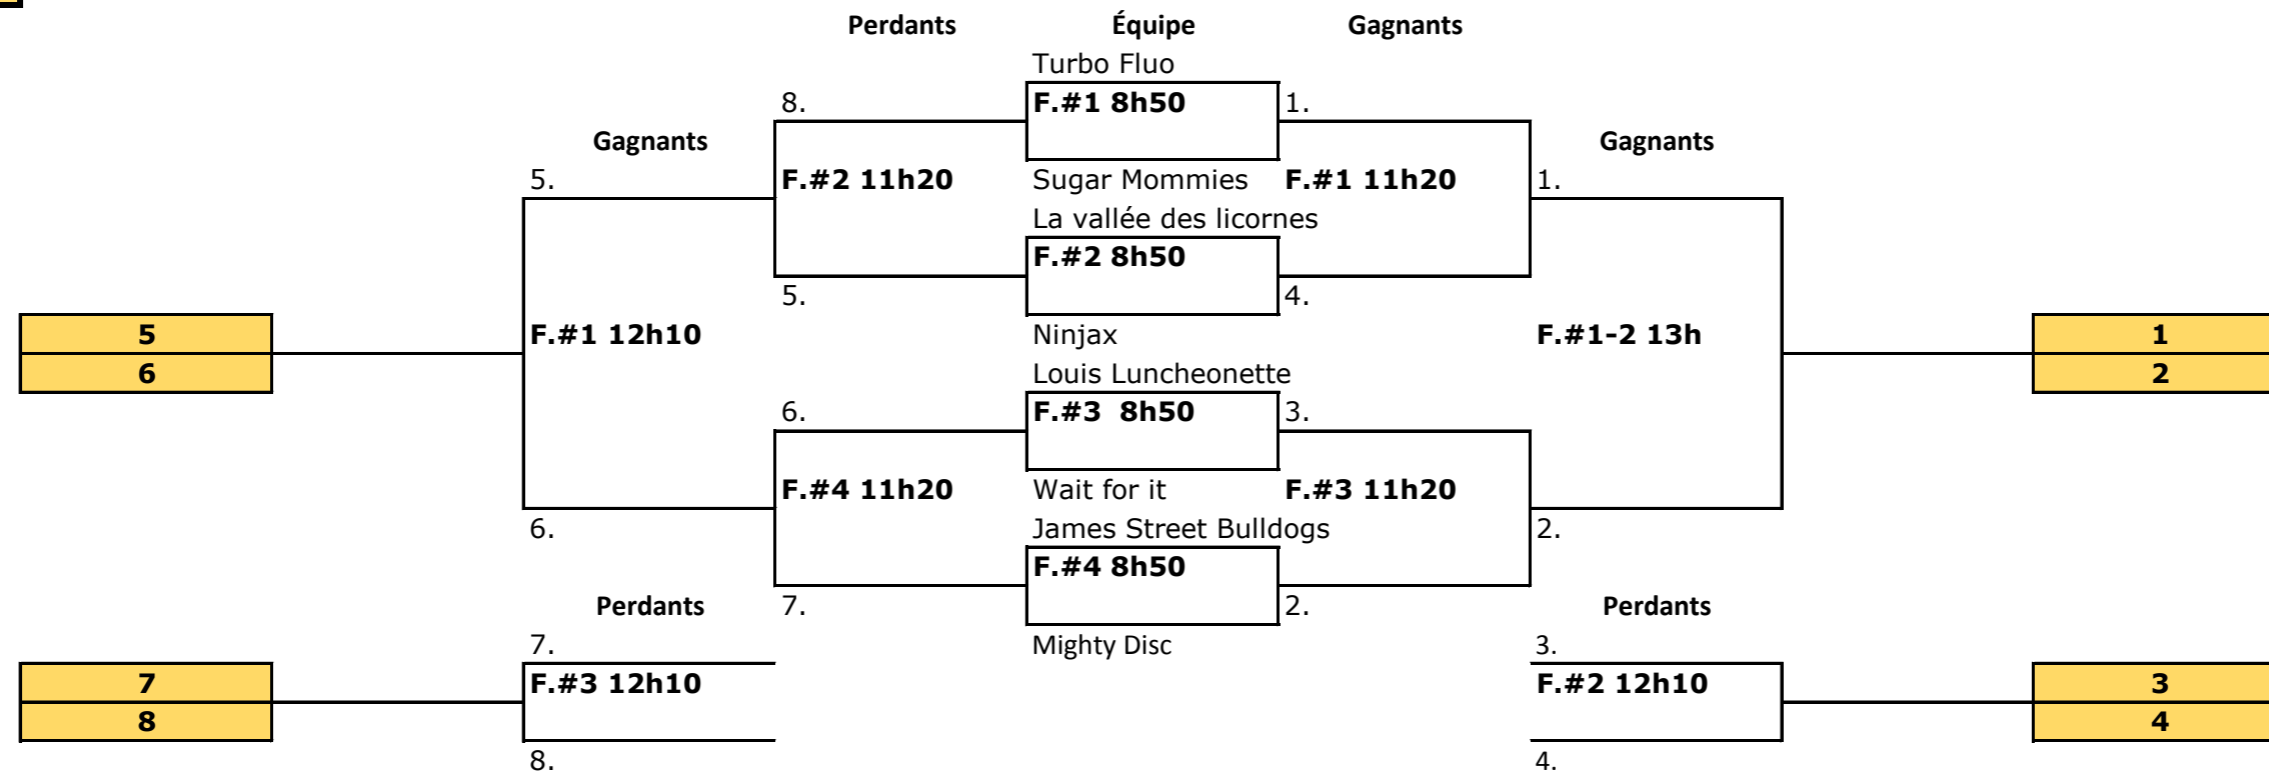 Perdants Équipe Gagnants
Turbo Fluo
8. F.#1 8h50 1.
Gagnants Gagnants
5. F.#2 11h20 Sugar Mommies F.#1 11h20 1.
La vallée des licornes
F.#2 8h50
5. 4.
5 F.#1 12h10 Ninjax F.#1-2 13h 1
6 Louis Luncheonette 2
6. F.#3 8h50 3.
F.#4 11h20 Wait for it F.#3 11h20
6. James Street Bulldogs 2.
F.#4 8h50
Perdants 7. 2. Perdants
7. Mighty Disc 3.
7 F.#3 12h10 F.#2 12h10 3
8 4
8. 4.